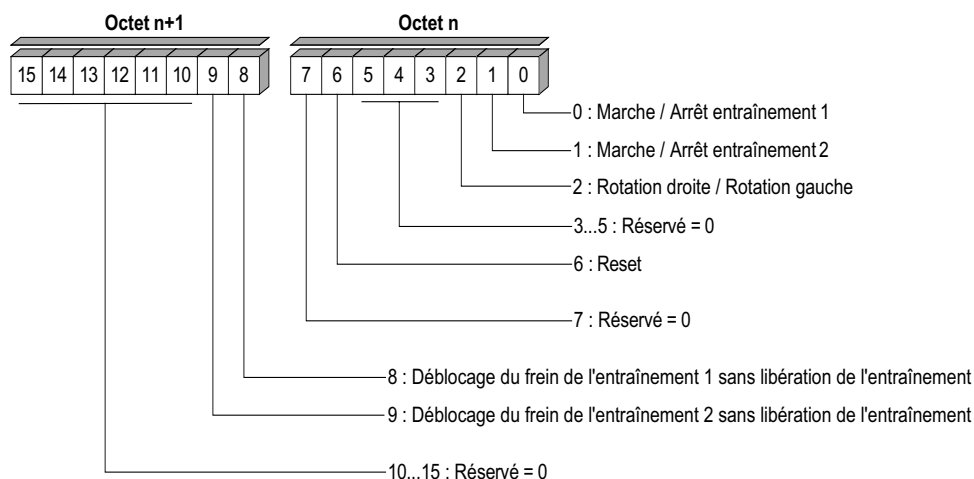 Octet n+1 Octet n
15 14 13 12 11 10 9 8 7 6 5 4 3 2 1 0
0 : Marche / Arrêt entraînement 1
1 : Marche / Arrêt entraînement 2
2 : Rotation droite / Rotation gauche
3...5 : Réservé = 0
6 : Reset
7 : Réservé = 0
8 : Déblocage du frein de l'entraînement 1 sans libération de l'entraînement
9 : Déblocage du frein de l'entraînement 2 sans libération de l'entraînement
10...15 : Réservé = 0